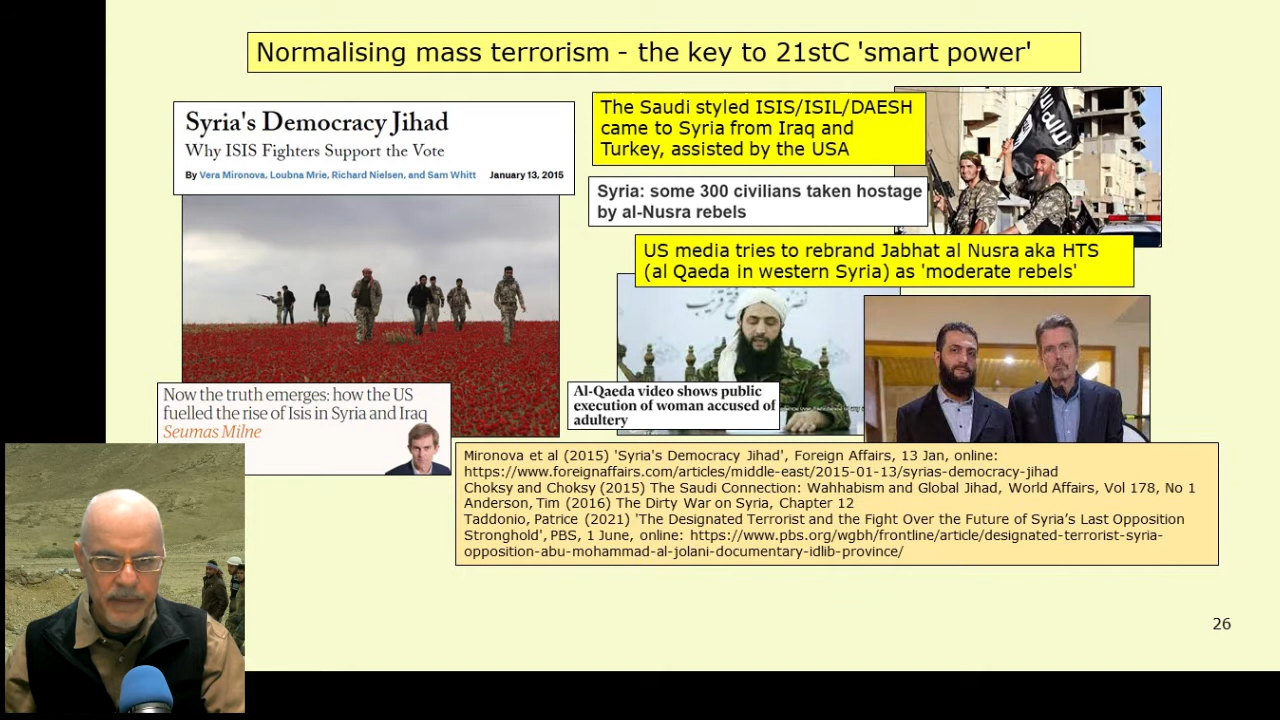 Normalising mass terrorism - the key to 21stC 'smart power'
Syria's Democracy Jihad
Why ISIS Fighters Support the Vote
By Vera Mironova, Loubna Mrie, Richard Nielsen, and Sam Whitt January 13, 2015
The Saudi styled ISIS/ISIL/DAESH
came to Syria from Iraq and
Turkey, assisted by the USA
Syria: some 300 civilians taken hostage
by al-Nusra rebels
US media tries to rebrand Jabhat al Nusra aka HTS
(al Qaeda in western Syria) as 'moderate rebels'
Now the truth emerges: how the US
fuelled the rise of Isis in Syria and Iraq
Seumas Milne
Al-Qaeda video shows public
execution of woman accused of
adultery
Mironova et al (2015) 'Syria's Democracy Jihad', Foreign Affairs, 13 Jan, online:
https://www.foreignaffairs.com/articles/middle-east/2015-01-13/syrias-democracy-jihad
Choksy and Choksy (2015) The Saudi Connection: Wahhabism and Global Jihad, World Affairs, Vol 178, No 1
Anderson, Tim (2016) The Dirty War on Syria, Chapter 12
Taddonio, Patrice (2021) 'The Designated Terrorist and the Fight Over the Future of Syria's Last Opposition
Stronghold', PBS, 1 June, online: https://www.pbs.org/wgbh/frontline/article/designated-terrorist-syria-
opposition-abu-mohammad-al-jolani-documentary-idlib-province/
26